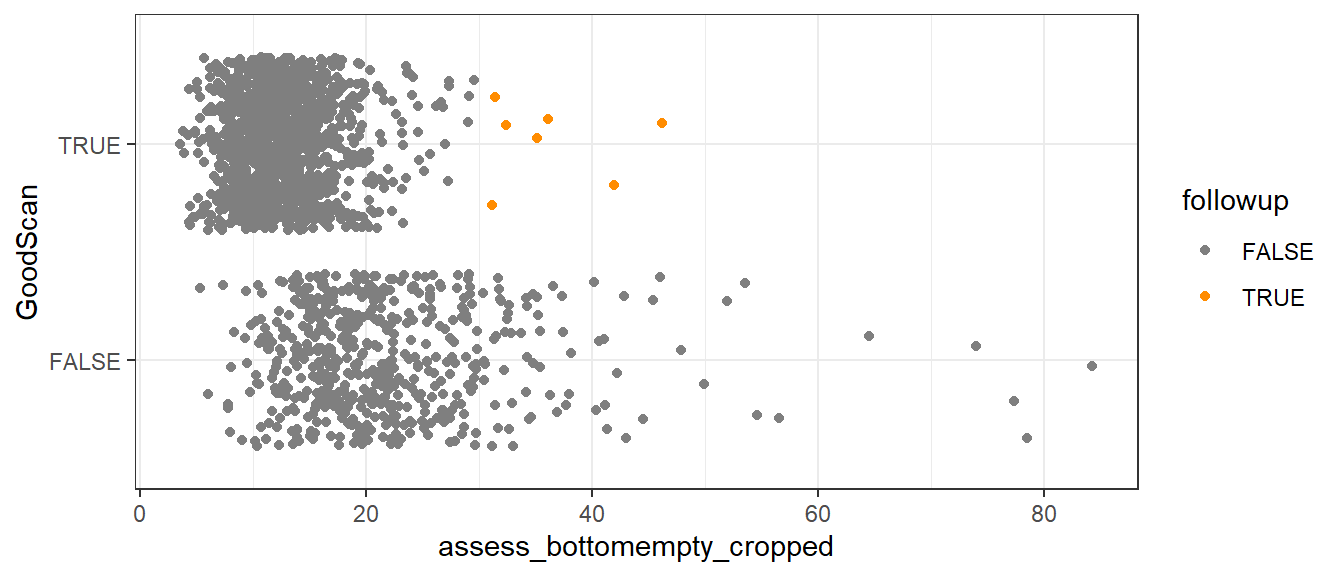 GoodScan
TRUE
FALSE
0 20 40 60 80
assess_bottomempty_cropped
followup
FALSE
TRUE